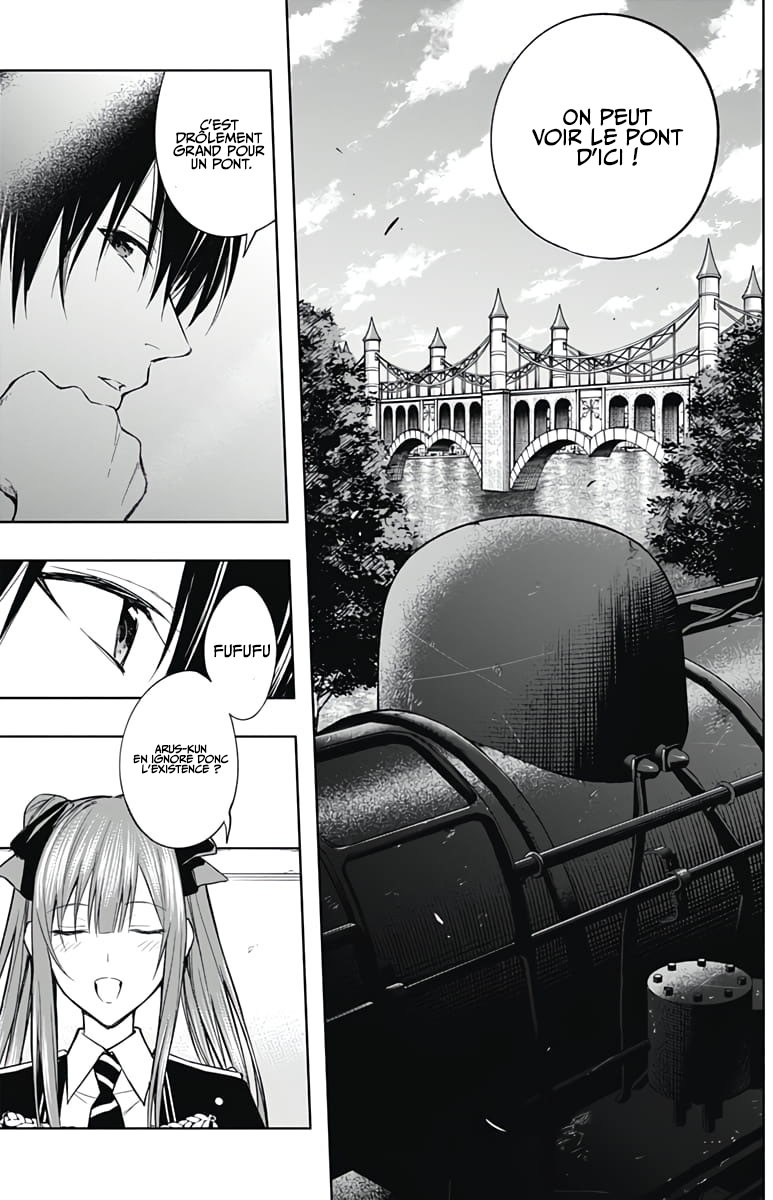 ON PEUT
VOIR LE PONT
D'ICI !
C'EST
DRÔLEMENT
GRAND POUR
UN PONT.
FUFUFU
ARUS-KUN
EN IGNORE DONC
L'EXISTENCE ?